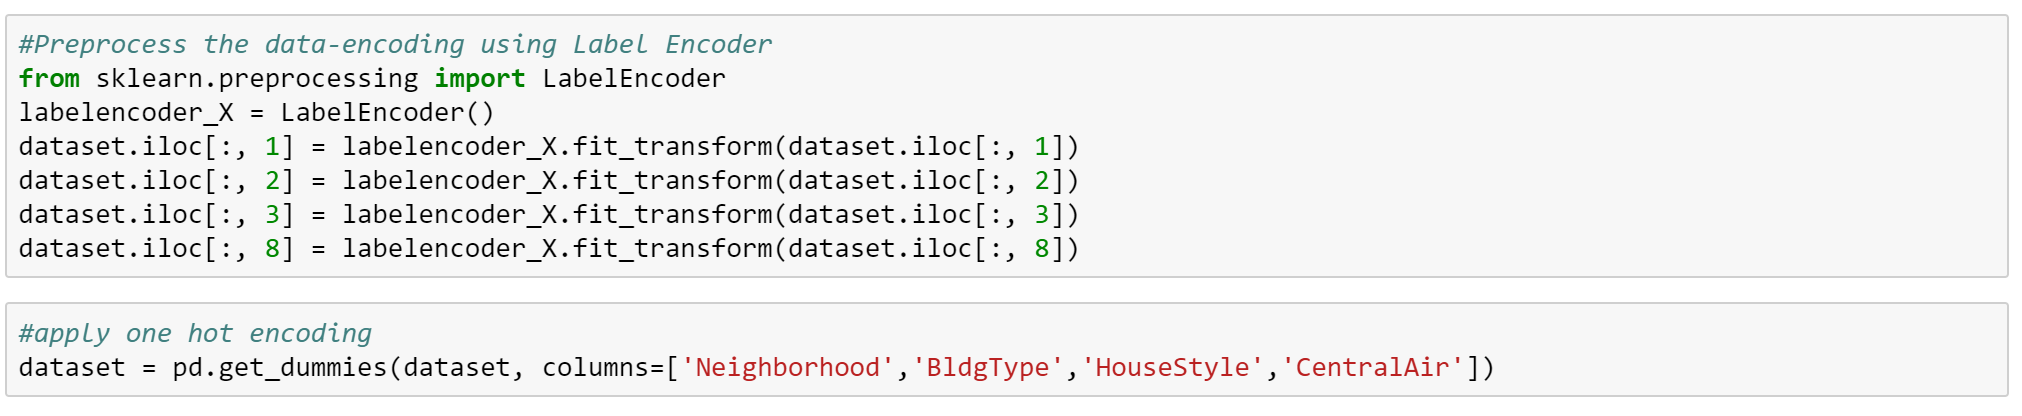 #Preprocess the data-encoding using Label Encoder
from sklearn.preprocessing import LabelEncoder
labelencoder_X = LabelEncoder()
dataset.iloc[:, 1] = labelencoder_X.fit_transform(dataset.iloc[:, 1])
dataset.iloc[:, 2] = labelencoder_X.fit_transform(dataset.iloc[:, 2])
dataset.iloc[:, 3] = labelencoder_X.fit_transform(dataset.iloc[:, 3])
dataset.iloc[:, 8] = labelencoder_X.fit_transform(dataset.iloc[:, 8])
#apply one hot encoding
dataset = pd.get_dummies(dataset, columns=['Neighborhood','BldgType','HouseStyle','CentralAir'])